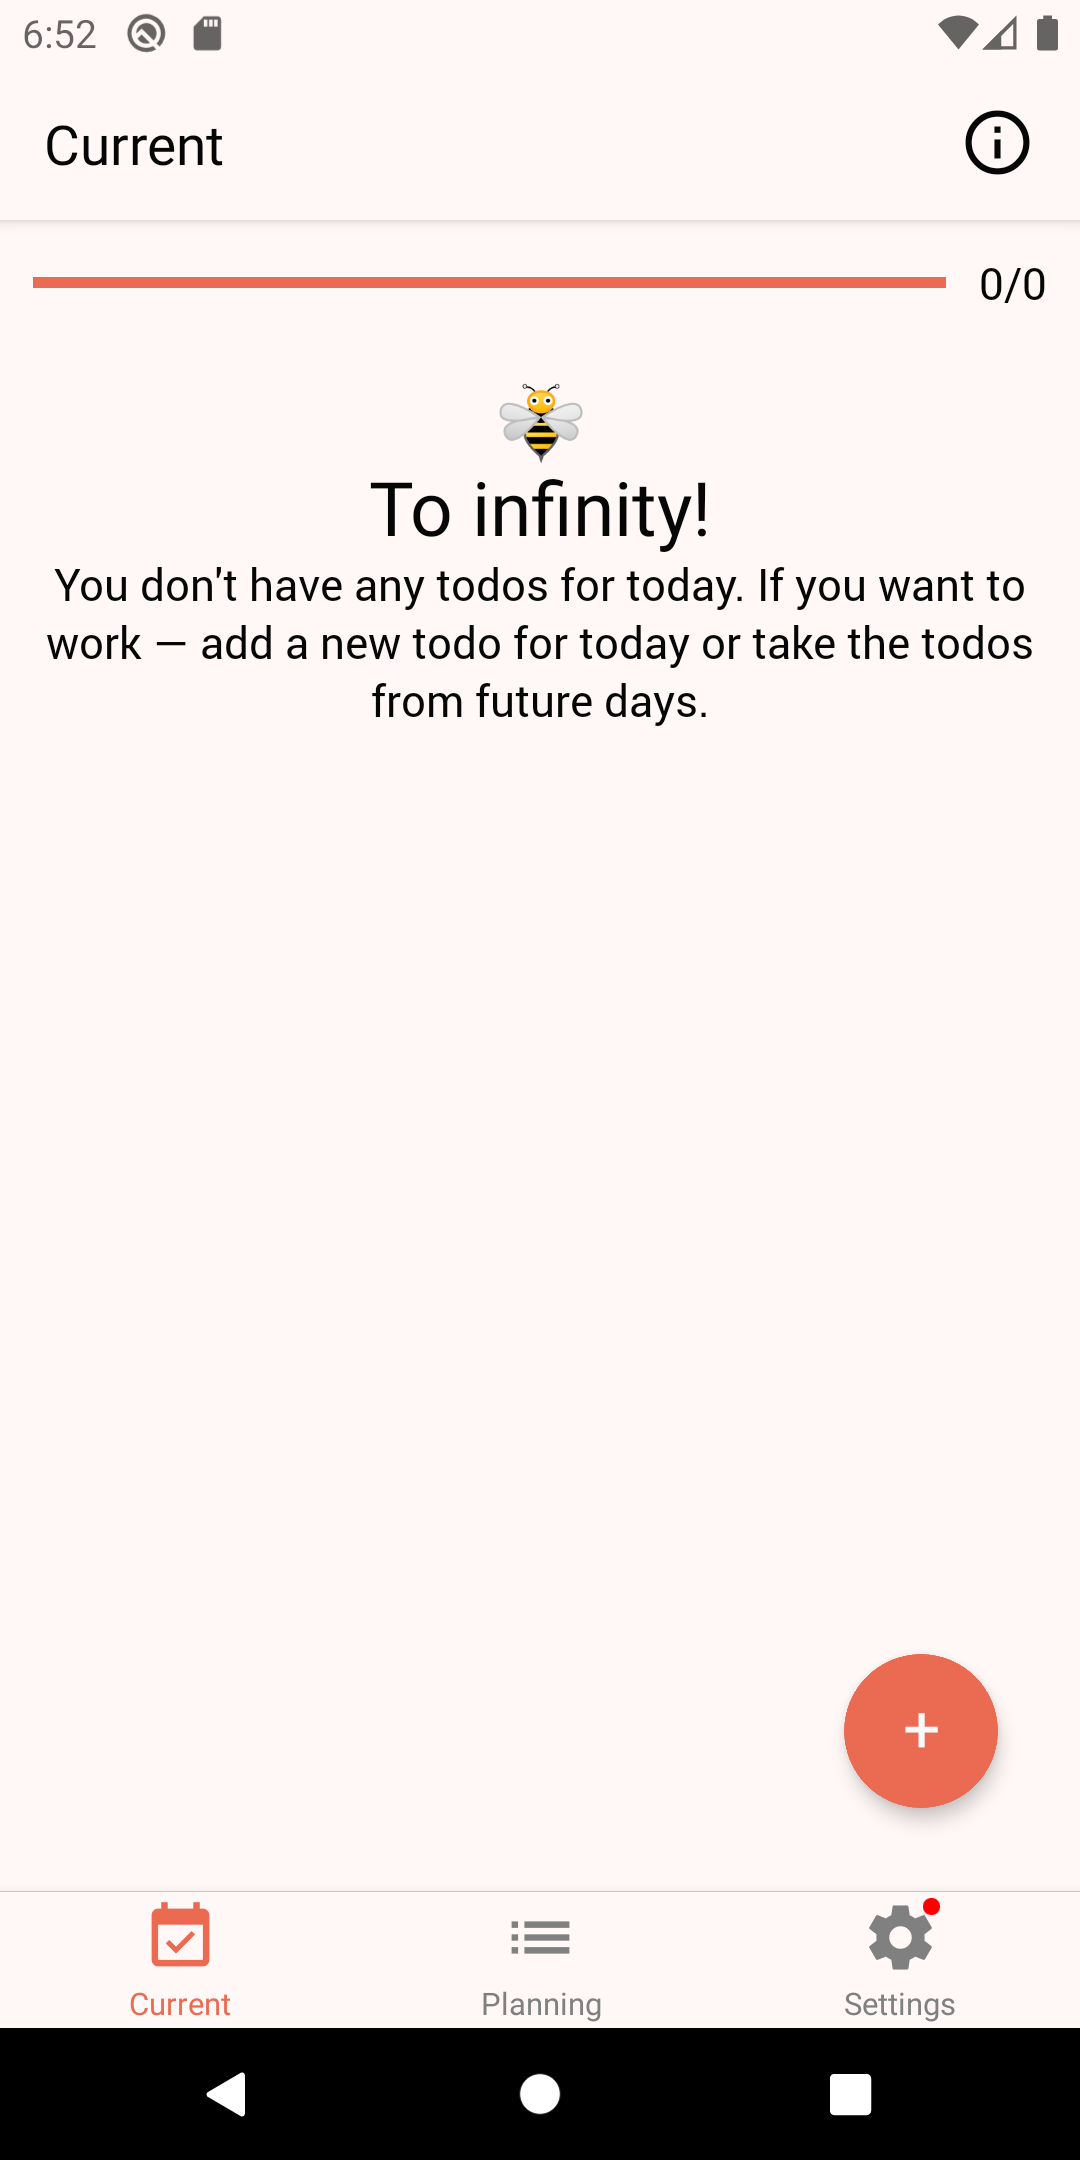 6:52
Current
0/0
To infinity!
You don't have any todos for today. If you want to
work — add a new todo for today or take the todos
from future days.
Current
Planning
Settings